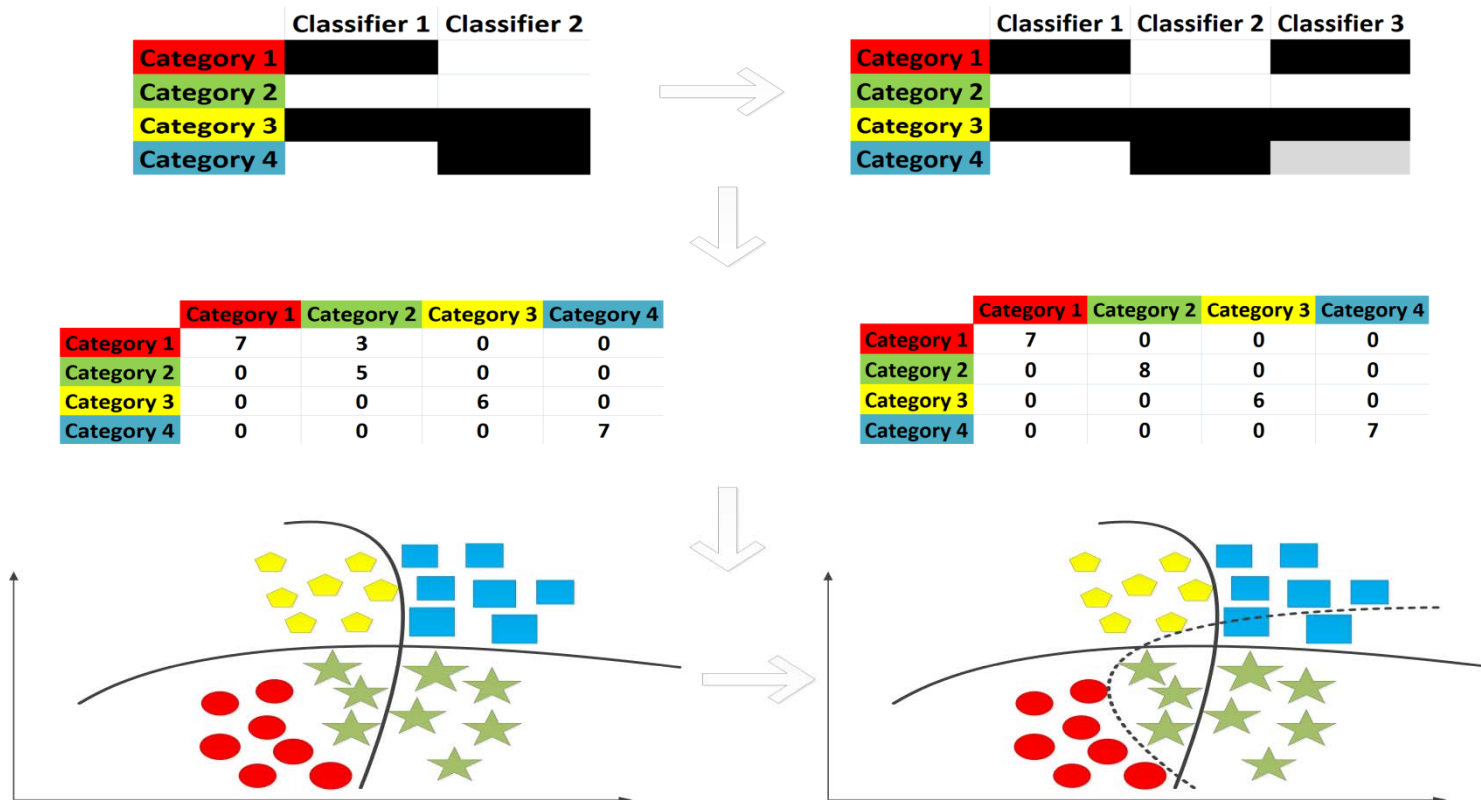 Classifier 1 Classifier 2
Category 1
Category 2
Category 3
Category 4
Classifier 1 Classifier 2 Classifier 3
Category 1
Category 2
Category 3
Category 4
Category 1 Category 2 Category 3 Category 4
Category 1 7 3 0 0
Category 2 0 5 0 0
Category 3 0 0 6 0
Category 4 0 0 0 7
Category 1 Category 2 Category 3 Category 4
Category 1 7 0 0 0
Category 2 0 8 0 0
Category 3 0 0 6 0
Category 4 0 0 0 7